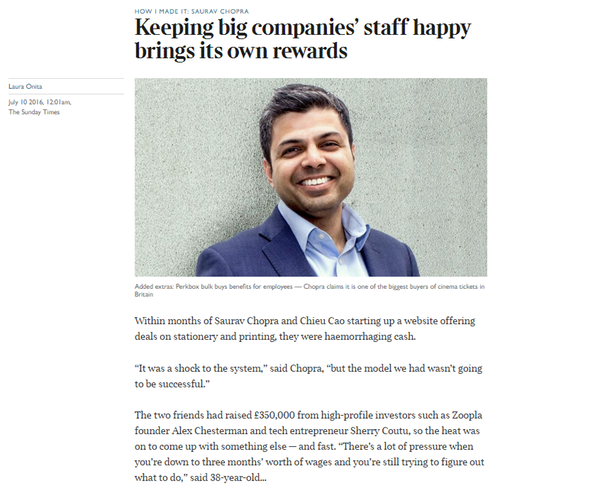 HOW I MADE IT: SAURAV CHOPRA
Keeping big companies’ staff happy
brings its own rewards
Laura Onita
July 10 2016, 12:01am,
The Sunday Times
Added extras: Perkbox bulk buys benefits for employees — Chopra claims it is one of the biggest buyers of cinema tickets in
Britain
Within months of Saurav Chopra and Chieu Cao starting up a website offering
deals on stationery and printing, they were haemorrhaging cash.
“It was a shock to the system,” said Chopra, “but the model we had wasn’t going
to be successful.”
The two friends had raised £350,000 from high-profile investors such as Zoopla
founder Alex Chesterman and tech entrepreneur Sherry Coutu, so the heat was
on to come up with something else — and fast. “There’s a lot of pressure when
you’re down to three months’ worth of wages and you’re still trying to figure out
what to do,” said 38-year-old...